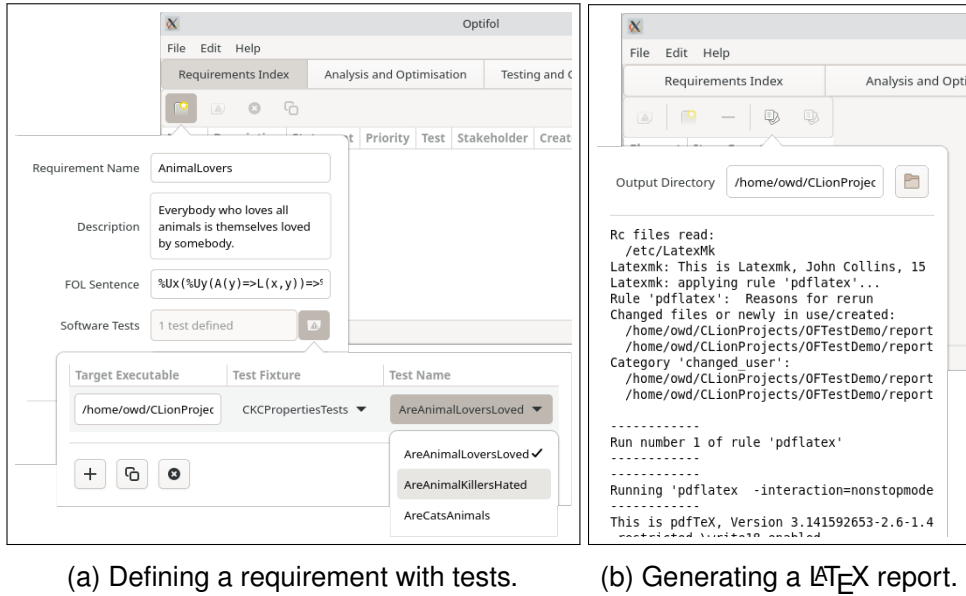 Optifol
File Edit Help
Requirements Index Analysis and Optimisation Testing and
Priority Test Stakeholder Creat
Requirement Name AnimalLovers
Description Everybody who loves all
animals is themselves loved
by somebody.
FOL Sentence %Ux(%Uy(A(y)=>L(x,y))=>
Software Tests 1 test defined
Target Executable Test Fixture Test Name
/home/owd/CLionProjec CKCPropertiesTests AreAnimalLoversLoved
AreAnimalLoversLoved
AreAnimalKillersHated
AreCatsAnimals
(a) Defining a requirement with tests.
File Edit Help
Requirements Index Analysis and Opti
Output Directory /home/owd/CLionProjec
Rc files read:
/etc/LatexMk
Latexmk: This is Latexmk, John Collins, 15
Latexmk: applying rule 'pdflatex'...
Rule 'pdflatex': Reasons for rerun
Changed files or newly in use/created:
/home/owd/CLionProjects/OFTestDemo/report
/home/owd/CLionProjects/OFTestDemo/report
Category 'changed_user':
/home/owd/CLionProjects/OFTestDemo/report
/home/owd/CLionProjects/OFTestDemo/report
------------
Run number 1 of rule 'pdflatex'
------------
------------
Running 'pdflatex -interaction=nonstopmode
------------
This is pdfTeX, Version 3.141592653-2.6-1.4
(b) Generating a LATEX report.